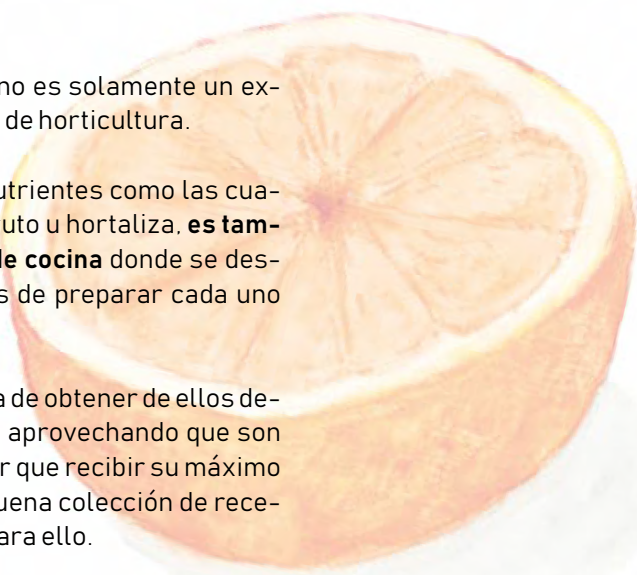 no es solamente un ex-
de horticultura.
utrientes como las cua-
uto u hortaliza, es tam-
de cocina donde se des-
s de preparar cada uno
a de obtener de ellos de-
aprovechando que son
r que recibir su máximo
uena colección de rece-
ara ello.